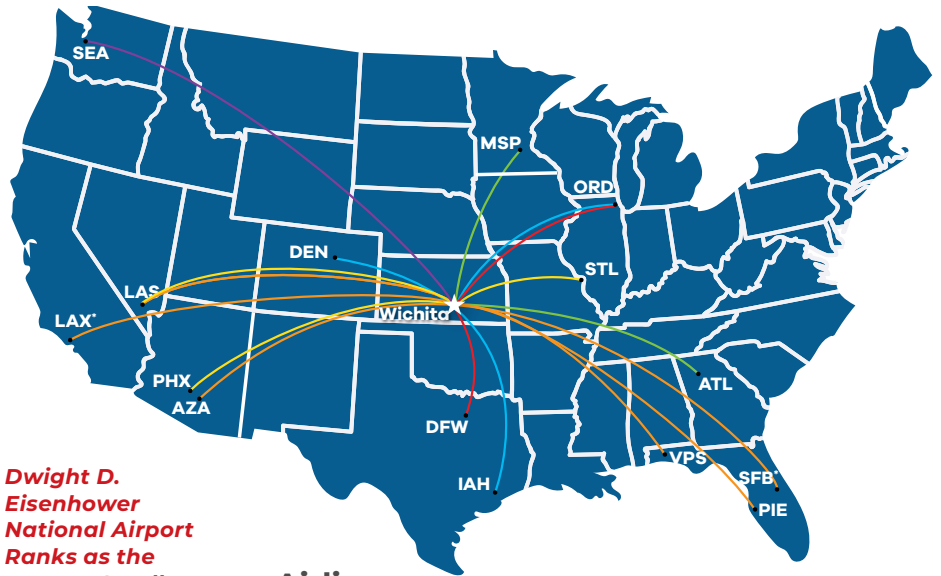 SEA
MSP
ORD
DEN
STL
LAS
Wichita
LAX*
PHX
AZA
ATL
DFW
VPS
IAH
SFB*
PIE
Dwight D.
Eisenhower
National Airport
Ranks as the